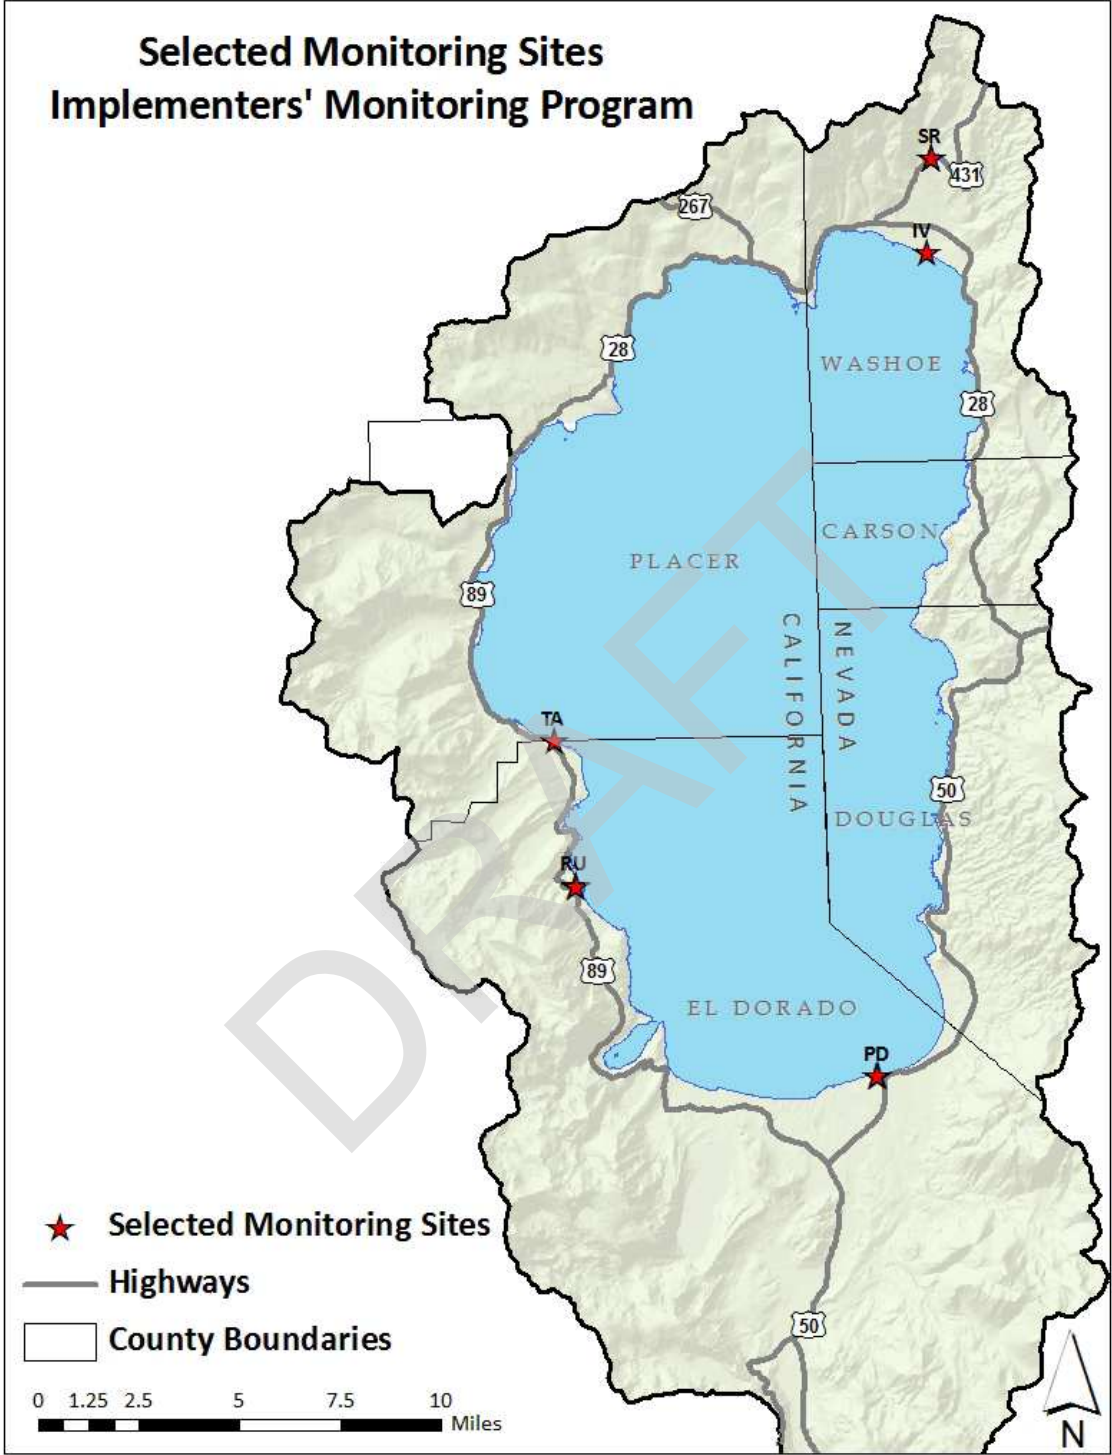 Selected Monitoring Sites
Implementers' Monitoring Program
SR
431
267
IV
28
WASHOE
28
CARSON
PLACER
89
CALIFORNIA
NEVADA
TA
50
DOUGLAS
RU
89
EL DORADO
PD
DRAFT
Selected Monitoring Sites
Highways
County Boundaries
50
0 1.25 2.5 5 7.5 10
Miles
N